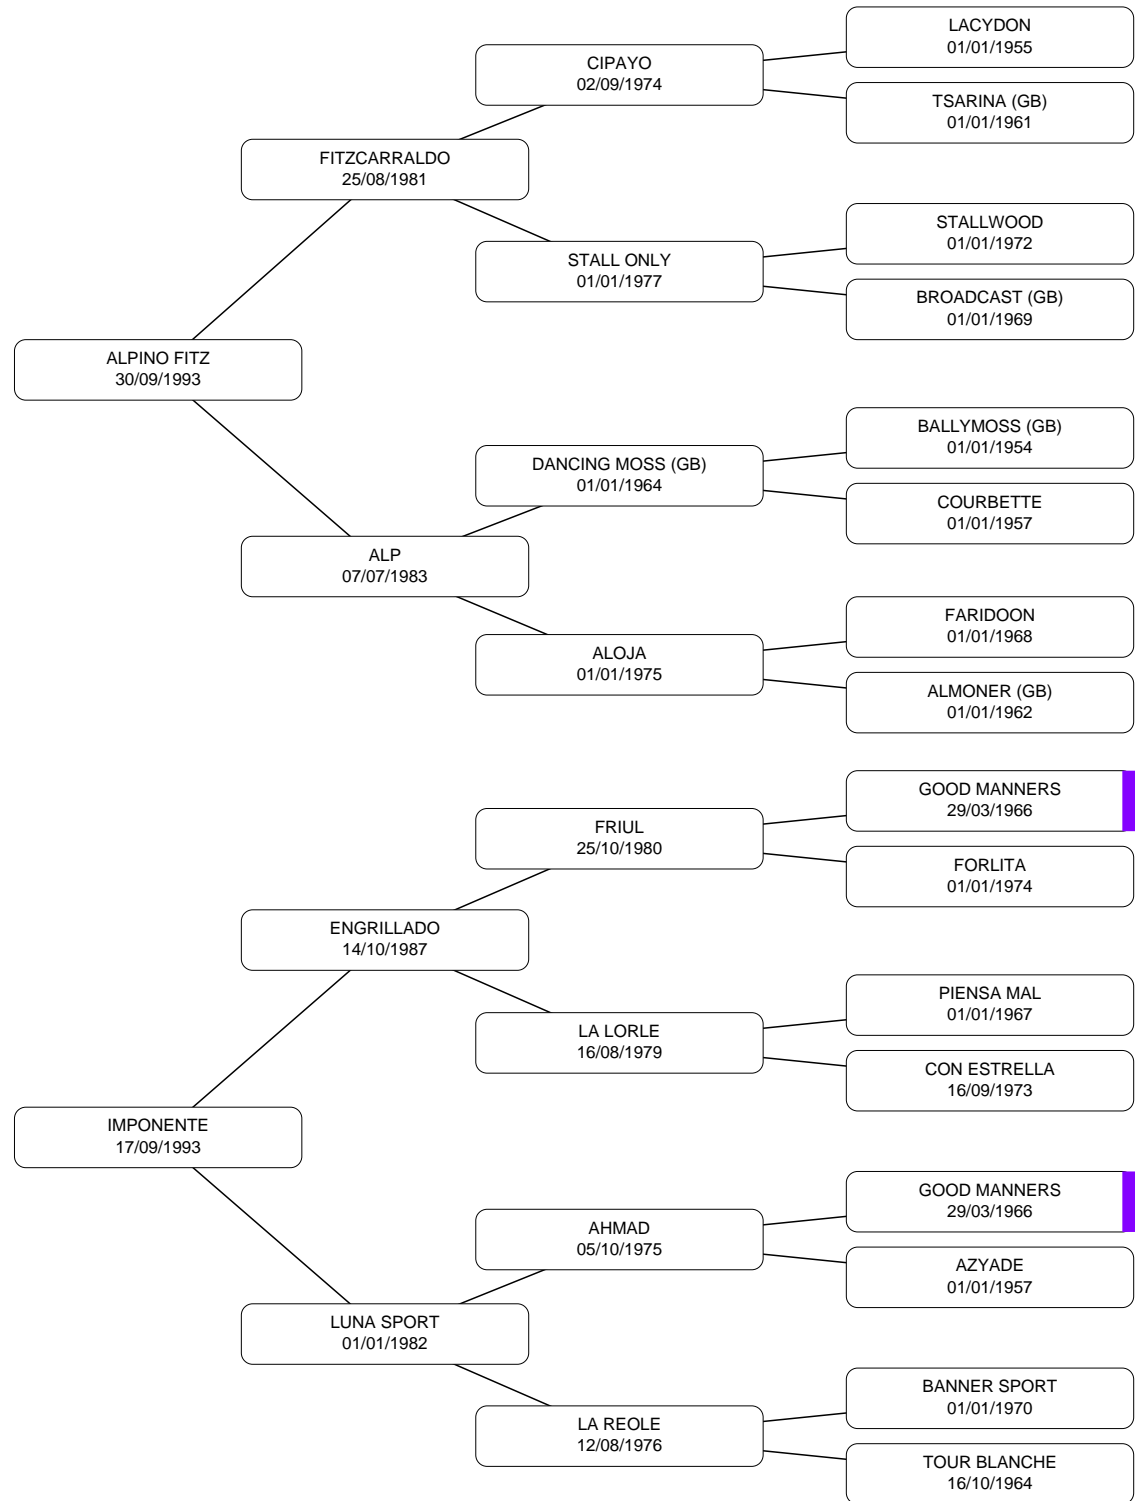 LACYDON
01/01/1955
CIPAYO
02/09/1974
TSARINA (GB)
01/01/1961
FITZCARRALDO
25/08/1981
STALLWOOD
01/01/1972
STALL ONLY
01/01/1977
BROADCAST (GB)
01/01/1969
ALPINO FITZ
30/09/1993
BALLYMOSS (GB)
01/01/1954
DANCING MOSS (GB)
01/01/1964
COURBETTE
01/01/1957
ALP
07/07/1983
FARIDOON
01/01/1968
ALOJA
01/01/1975
ALMONER (GB)
01/01/1962
GOOD MANNERS
29/03/1966
FRIUL
25/10/1980
FORLITA
01/01/1974
ENGRILLADO
14/10/1987
PIENSA MAL
01/01/1967
LA LORLE
16/08/1979
CON ESTRELLA
16/09/1973
IMPONENTE
17/09/1993
GOOD MANNERS
29/03/1966
AHMAD
05/10/1975
AZYADE
01/01/1957
LUNA SPORT
01/01/1982
BANNER SPORT
01/01/1970
LA REOLE
12/08/1976
TOUR BLANCHE
16/10/1964